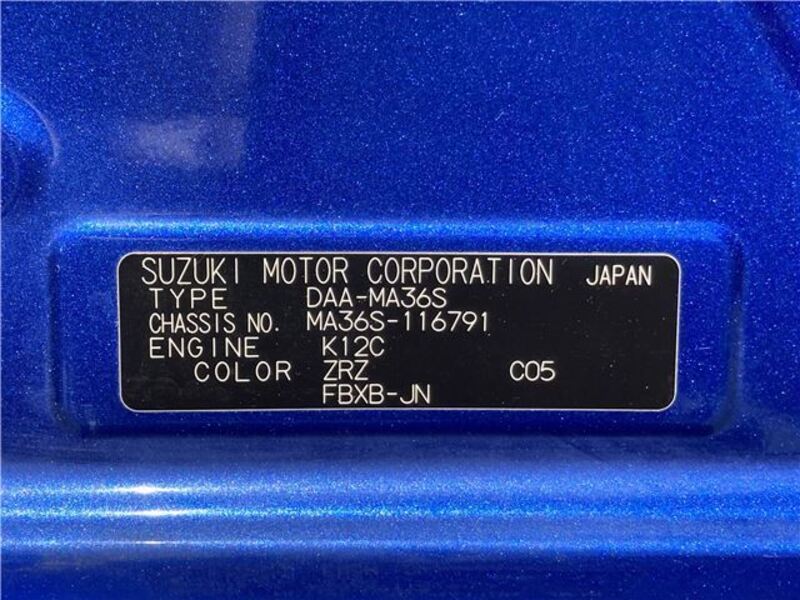 SUZUKI MOTOR CORPORATION JAPAN
TYPE DAA-MA36S
CHASSIS NO. MA36S-116791
ENGINE K12C
COLOR ZRZ C05
FBXB-JN